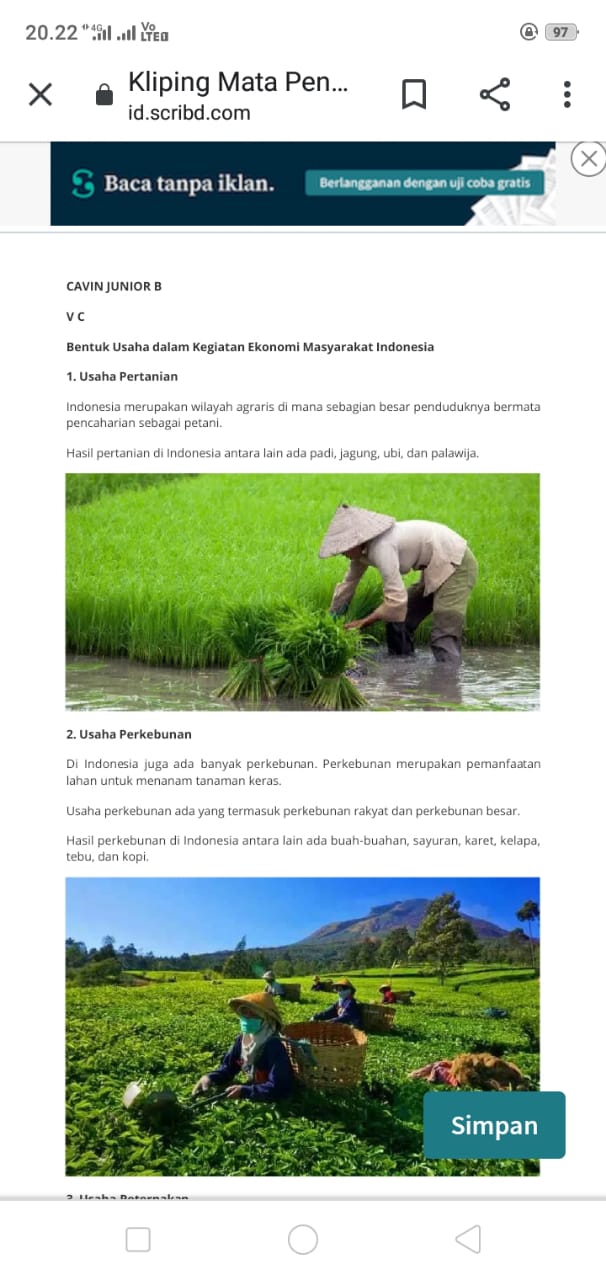 20.22 4G Vo LTE 97
Kliping Mata Pen...
id.scribd.com
Baca tanpa iklan. Berlangganan dengan uji coba gratis
CAVIN JUNIOR B
V C
Bentuk Usaha dalam Kegiatan Ekonomi Masyarakat Indonesia
1. Usaha Pertanian
Indonesia merupakan wilayah agraris di mana sebagian besar penduduknya bermata
pencaharian sebagai petani.
Hasil pertanian di Indonesia antara lain ada padi, jagung, ubi, dan palawija.
2. Usaha Perkebunan
Di Indonesia juga ada banyak perkebunan. Perkebunan merupakan pemanfaatan
lahan untuk menanam tanaman keras.
Usaha perkebunan ada yang termasuk perkebunan rakyat dan perkebunan besar.
Hasil perkebunan di Indonesia antara lain ada buah-buahan, sayuran, karet, kelapa,
tebu, dan kopi.
Simpan
3. Usaha Peternakan